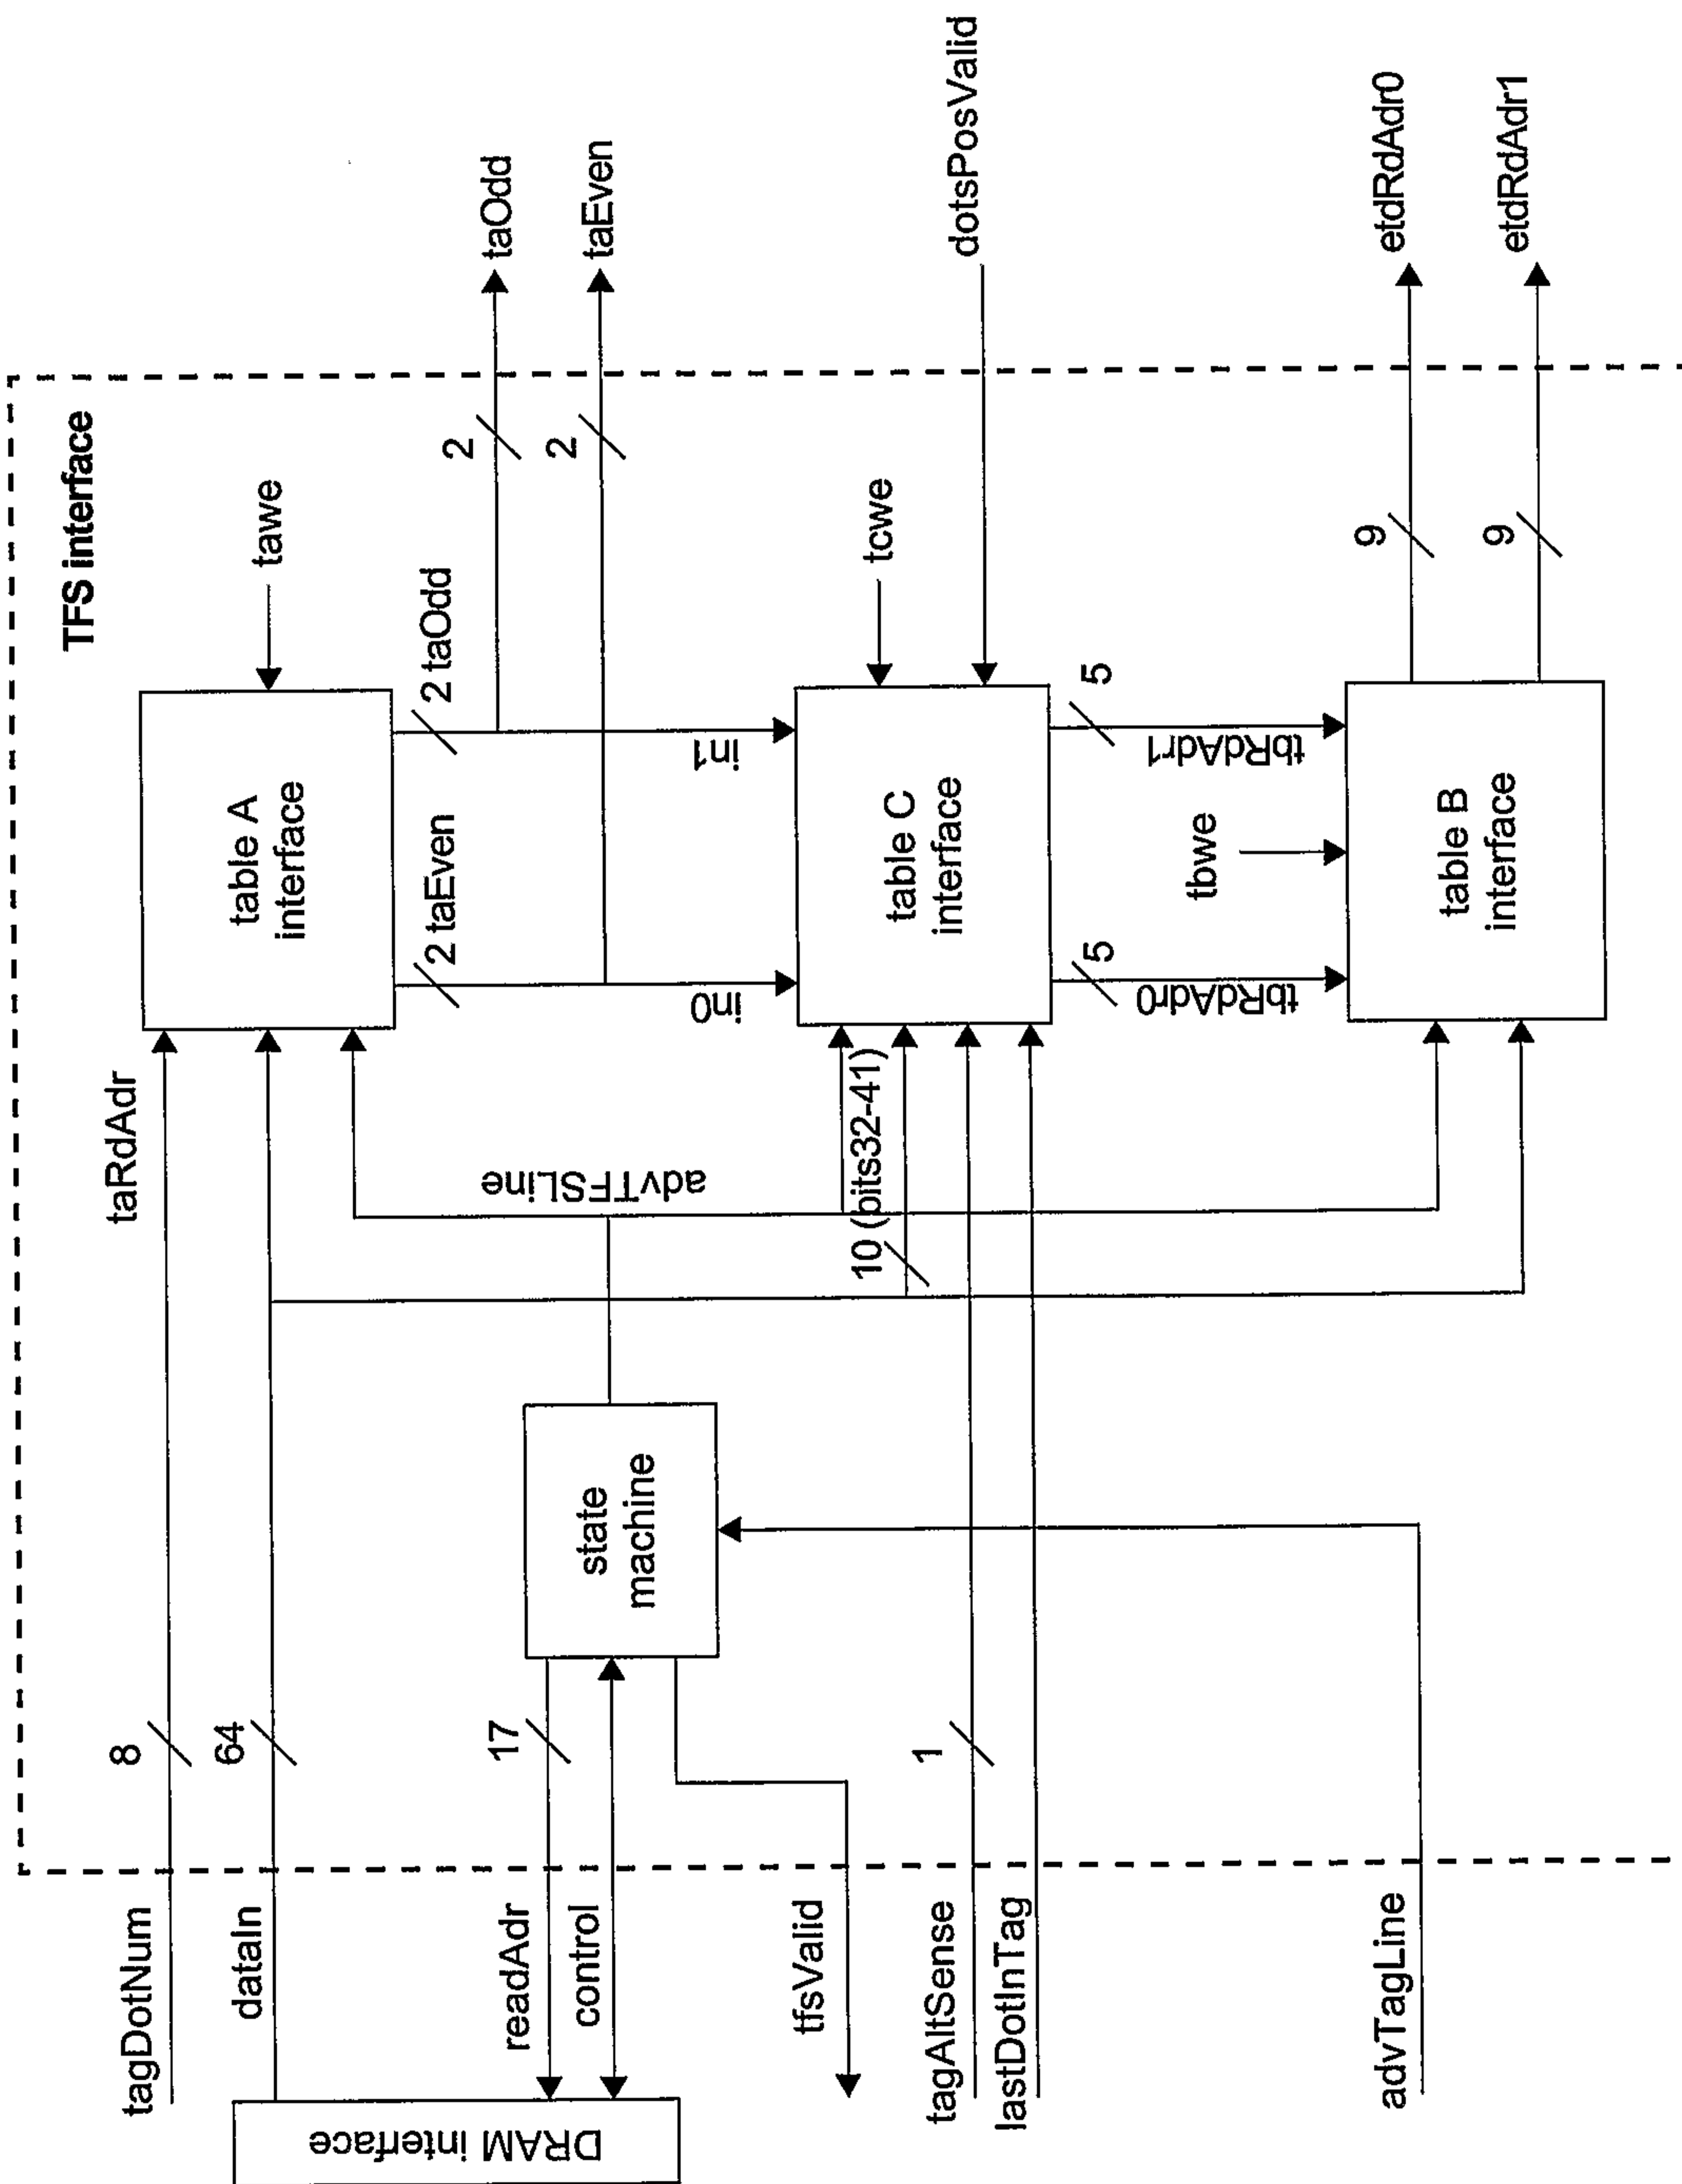 TFS interface
tagDotNum
8
taRdAdr
dataIn
64
table A
interface
tawe
2 taEven
2 taOdd
2
taOdd
2
taEven
DRAM interface
readAdr
17
control
state
machine
advTFSLine
in0
in1
tfsValid
10 (bits32-41)
table C
interface
tcwe
tagAltSense
1
lastDotInTag
dotsPosValid
5
tbRdAdr0
5
tbRdAdr1
tbwe
advTagLine
table B
interface
9
etdRdAdr0
9
etdRdAdr1